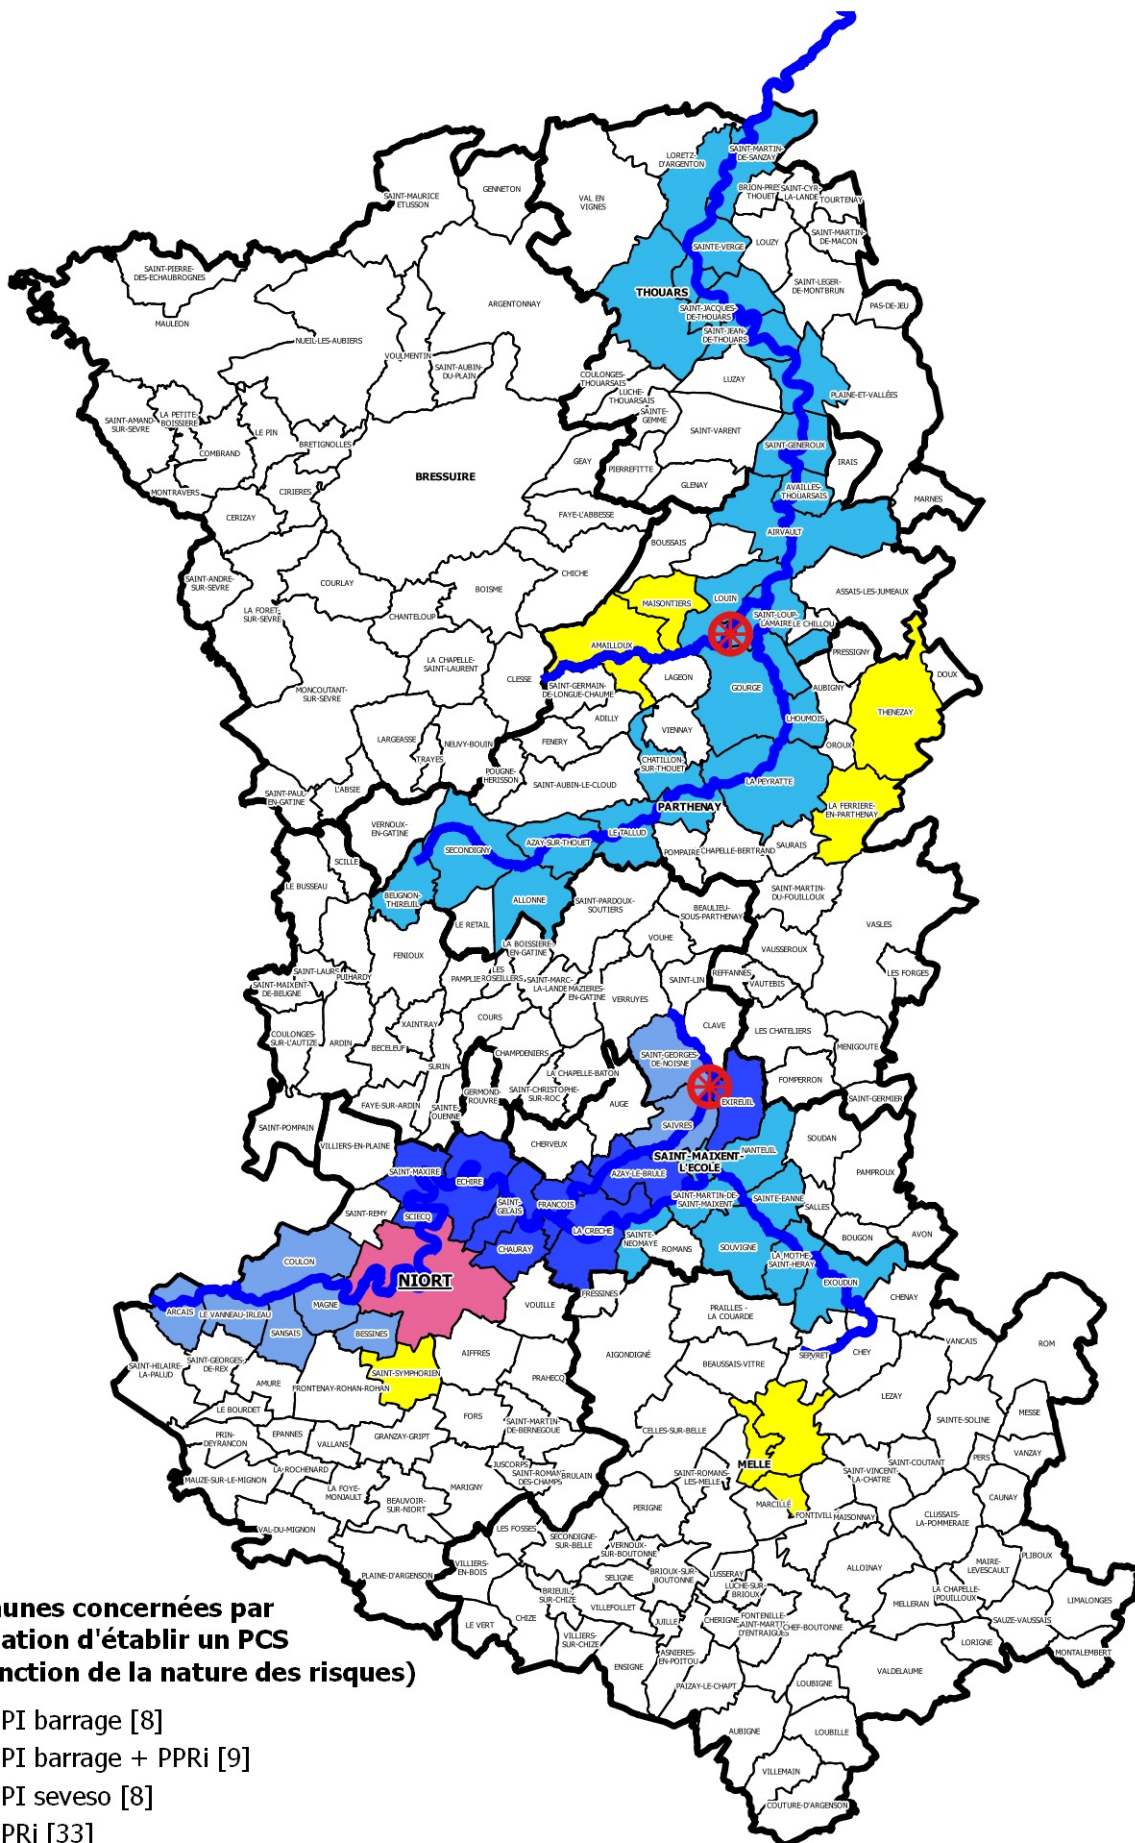 LORETZ-
D'ARGENTON
SAINT-MARTIN-
DE-SANZAY
GENNETON
SAINT-MAURICE
ETUSSON
VAL EN
VIGNES
BRION-PRES
THOUET
SAINT-CYR-
LA-LANDE
TOURTENAY
SAINT-MARTIN-
DE-MACON
LOUZY
SAINTE-VERGE
SAINT-PIERRE-
DES-ECHAUBROGNES
SAINT-LEGER-
DE-MONTBRUN
THOUARS
ARGENTONNAY
PAS-DE-JEU
SAINT-JACQUES-
DE-THOUARS
MAULEON
SAINT-JEAN-
DE-THOUARS
NUEIL-LES-AUBIERS
VOULMENTIN
SAINT-AUBIN-
DU-PLAIN
COULONGES-
THOUARSAIS
LUZAY
LUCHE-
THOUARSAIS
PLAINE-ET-VALLÉES
SAINTE-
GEMME
SAINT-AMAND-
SUR-SEVRE
LA PETITE-
BOISSIERE
LE PIN
SAINT-VARENT
BRETIGNOLLES
SAINT-GENEROUX
COMBRAND
GEAY
PIERREFITTE
IRAIS
BRESSUIRE
GLENAY
AVAILLES-
THOUARSAIS
MONTRAVERS
CIRIERES
MARNES
CERIZAY
FAYE-L'ABBESSE
AIRVAULT
BOUSSAIS
CHICHE
SAINT-ANDRE-
SUR-SEVRE
COURLAY
BOISME
ASSAIS-LES-JUMEAUX
LOUIN
MAISONTIERS
LA FORET-
SUR-SEVRE
CHANTELOUP
SAINT-LOUP-
LAMAIRE
LE CHILLOU
AMAILLOUX
PRESSIGNY
LA CHAPELLE-
SAINT-LAURENT
CLESSE
LAGEON
DOUX
SAINT-GERMAIN-
DE-LONGUE-CHAUME
GOURGE
AUBIGNY
MONCOUTANT-
SUR-SEVRE
THENEZAY
ADILLY
LHOUMOIS
VIENNAY
LARGEASSE
NEUVY-BOUIN
FENERY
OROUX
TRAYES
CHATILLON-
SUR-THOUET
POUGNE-
HERISSON
SAINT-AUBIN-LE-CLOUD
LA PEYRATTE
L'ABSIE
SAINT-PAUL-
EN-GATINE
PARTHENAY
LA FERRIERE-
EN-PARTHENAY
VERNOUX-
EN-GATINE
LE TALLUD
AZAY-SUR-THOUET
SECONDIGNY
POMPAIRE
CHAPELLE-BERTRAND
SAURAIS
SCILLE
LE BUSSEAU
BEUGNON-
THIREUIL
ALLONNE
SAINT-PARDOUX-
SOUTIERS
SAINT-MARTIN-
DU-FOUILLOUX
BEAULIEU-
SOUS-PARTHENAY
LE RETAIL
VASLES
VOUHE
LA BOISSIERE-
EN-GATINE
VAUSSEROUX
FENIOUX
SAINT-LAURS
PUIHARDY
PAMPLIE
LES
GROSEILLERS
REFFANNES
LES FORGES
SAINT-MAIXENT-
DE-BEUGNE
SAINT-MARC-
LA-LANDE
MAZIERES-
EN-GATINE
SAINT-LIN
VAUTEBIS
VERRUYES
COURS
XAINTRAY
CLAVE
LES CHATELIERS
COULONGES-
SUR-L'AUTIZE
ARDIN
BECELEUF
CHAMPDENIERS
SAINT-GEORGES-
DE-NOISNE
MENIGOUTE
SURIN
LA CHAPELLE-BATON
FOMPERRON
GERMOND-
ROUVRE
SAINT-CHRISTOPHE-
SUR-ROC
AUGE
EXIREUIL
SAINT-GERMIER
FAYE-SUR-ARDIN
SAINTE-
OUENNE
SAIVRES
SAINT-POMPAIN
VILLIERS-EN-PLAINE
CHERVEUX
SOUDAN
NANTEUIL
SAINT-MAIXENT-
L'ECOLE
SAINT-MAXIRE
AZAY-LE-BRULE
PAMPROUX
ECHIRE
SAINT-
GELAIS
FRANCOIS
SAINT-MARTIN-DE-
SAINT-MAIXENT
SAINTE-EANNE
SALLES
SAINT-REMY
SCIECQ
LA CRECHE
AVON
BOUGON
SAINTE-
NEOMAYE
ROMANS
SOUVIGNE
COULON
CHAURAY
LA MOTHE-
SAINT-HERAY
NIORT
EXOUDUN
FRESSINES
CHENAY
ARCAIS
LE VANNEAU-IRLEAU
MAGNE
VOUILLE
PRAILLES -
LA COUARDE
SANSAIS
BESSINES
VANCAIS
ROM
SAINT-HILAIRE-
LA-PALUD
SAINT-GEORGES-
DE-REX
AIFFRES
AIGONDIGNÉ
SEPVRET
CHEY
BEAUSSAIS-VITRE
SAINT-SYMPHORIEN
PRAHECQ
AMURE
FRONTENAY-ROHAN-ROHAN
LEZAY
LE BOURDET
FORS
MESSE
SAINTE-SOLINE
SAINT-MARTIN-
DE-BERNEGOUE
CELLES-SUR-BELLE
PRIN-
DEYRANCON
EPANNES
VALLANS
GRANZAY-GRIPT
VANZAY
PERS
JUSCORPS
MELLE
SAINT-COUTANT
LA-ROCHENARD
SAINT-ROMAN-
DES-CHAMPS
BRULAIN
SAINT-ROMANS-
LES-MELLE
SAINT-VINCENT-
LA-CHATRE
MAUZE-SUR-LE-MIGNON
MARIGNY
LA FOYE-
MONJAULT
CAUNAY
BEAUVOIR-
SUR-NIORT
PERIGNE
MARCILLÉ
FONTIVILLI
MAISONNAY
CLUSSAIS-
LA-POMMERAIE
VAL-DU-MIGNON
LES FOSSES
SECONDIGNE-
SUR-BELLE
VERNOUX-
SUR-BOUTONNE
PLIBOUX
PLAINE-D'ARGENSON
VILLIERS-
EN-BOIS
MAIRE-
LEVESCAULT
ALLOINAY
SELIGNE
BRIOUX-SUR-
BOUTONNE
LUSSERAY
LUCHE-SUR-
BRIOUX
BRIEUIL-
SUR-CHIZE
LA CHAPELLE-
POUILLOUX
LIMALONGES
VILLEFOLLET
MELLERAN
CHIZE
SAUZE-VAUSSAIS
LE VERT
JUILLE
CHERIGNE
FONTENILLE-
SAINT-MARTIN-
D'ENTRAIGUES
CHEF-BOUTONNE
VILLIERS-
SUR-CHIZE
LORIGNE
MONTALEMBERT
ASNIERES-
EN-POITOU
ENSIGNE
VALDELAUME
PAIZAY-LE-CHAPT
LOUBIGNE
AUBIGNE
LOUBILLE
VILLEMAIN
COUTURE-D'ARGENSON
unes concernées par
ation d'établir un PCS
nction de la nature des risques)
PI barrage [8]
PI barrage + PPRi [9]
PI seveso [8]
PRi [33]